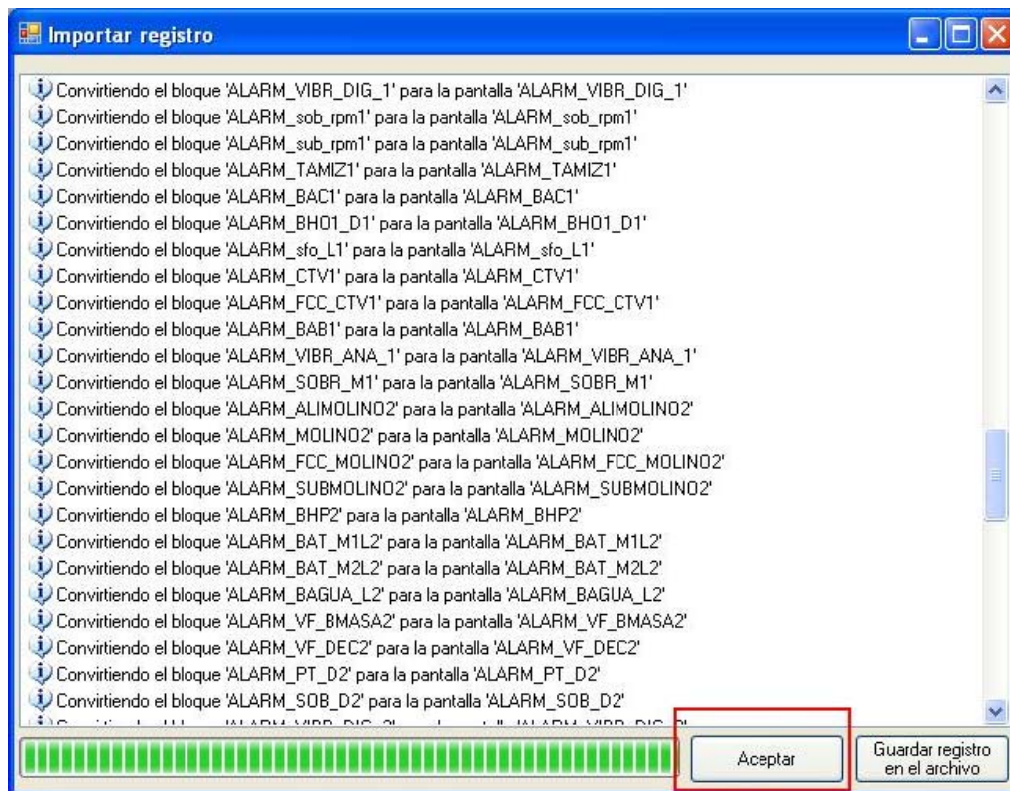 Importar registro
Convirtiendo el bloque 'ALARM_VIBR_DIG_1' para la pantalla 'ALARM_VIBR_DIG_1'
Convirtiendo el bloque 'ALARM_sob_rpm1' para la pantalla 'ALARM_sob_rpm1'
Convirtiendo el bloque 'ALARM_sub_rpm1' para la pantalla 'ALARM_sub_rpm1'
Convirtiendo el bloque 'ALARM_TAMIZ1' para la pantalla 'ALARM_TAMIZ1'
Convirtiendo el bloque 'ALARM_BAC1' para la pantalla 'ALARM_BAC1'
Convirtiendo el bloque 'ALARM_BHO1_D1' para la pantalla 'ALARM_BHO1_D1'
Convirtiendo el bloque 'ALARM_sfo_L1' para la pantalla 'ALARM_sfo_L1'
Convirtiendo el bloque 'ALARM_CTV1' para la pantalla 'ALARM_CTV1'
Convirtiendo el bloque 'ALARM_FCC_CTV1' para la pantalla 'ALARM_FCC_CTV1'
Convirtiendo el bloque 'ALARM_BAB1' para la pantalla 'ALARM_BAB1'
Convirtiendo el bloque 'ALARM_VIBR_ANA_1' para la pantalla 'ALARM_VIBR_ANA_1'
Convirtiendo el bloque 'ALARM_SOBR_M1' para la pantalla 'ALARM_SOBR_M1'
Convirtiendo el bloque 'ALARM_ALIMOLINO2' para la pantalla 'ALARM_ALIMOLINO2'
Convirtiendo el bloque 'ALARM_MOLINO2' para la pantalla 'ALARM_MOLINO2'
Convirtiendo el bloque 'ALARM_FCC_MOLINO2' para la pantalla 'ALARM_FCC_MOLINO2'
Convirtiendo el bloque 'ALARM_SUBMOLINO2' para la pantalla 'ALARM_SUBMOLINO2'
Convirtiendo el bloque 'ALARM_BHP2' para la pantalla 'ALARM_BHP2'
Convirtiendo el bloque 'ALARM_BAT_M1L2' para la pantalla 'ALARM_BAT_M1L2'
Convirtiendo el bloque 'ALARM_BAT_M2L2' para la pantalla 'ALARM_BAT_M2L2'
Convirtiendo el bloque 'ALARM_BAGUA_L2' para la pantalla 'ALARM_BAGUA_L2'
Convirtiendo el bloque 'ALARM_VF_BMASA2' para la pantalla 'ALARM_VF_BMASA2'
Convirtiendo el bloque 'ALARM_VF_DEC2' para la pantalla 'ALARM_VF_DEC2'
Convirtiendo el bloque 'ALARM_PT_D2' para la pantalla 'ALARM_PT_D2'
Convirtiendo el bloque 'ALARM_SOB_D2' para la pantalla 'ALARM_SOB_D2'
Aceptar
Guardar registro
en el archivo